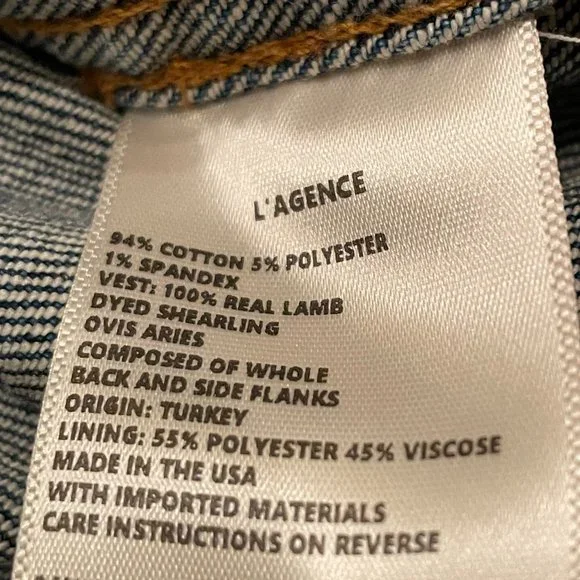 L'AGENCE
94% COTTON 5% POLYESTER
1% SPANDEX
VEST: 100% REAL LAMB
DYED SHEARLING
OVIS ARIES
COMPOSED OF WHOLE
BACK AND SIDE FLANKS
ORIGIN: TURKEY
LINING: 55% POLYESTER 45% VISCOSE
MADE IN THE USA
WITH IMPORTED MATERIALS
CARE INSTRUCTIONS ON REVERSE